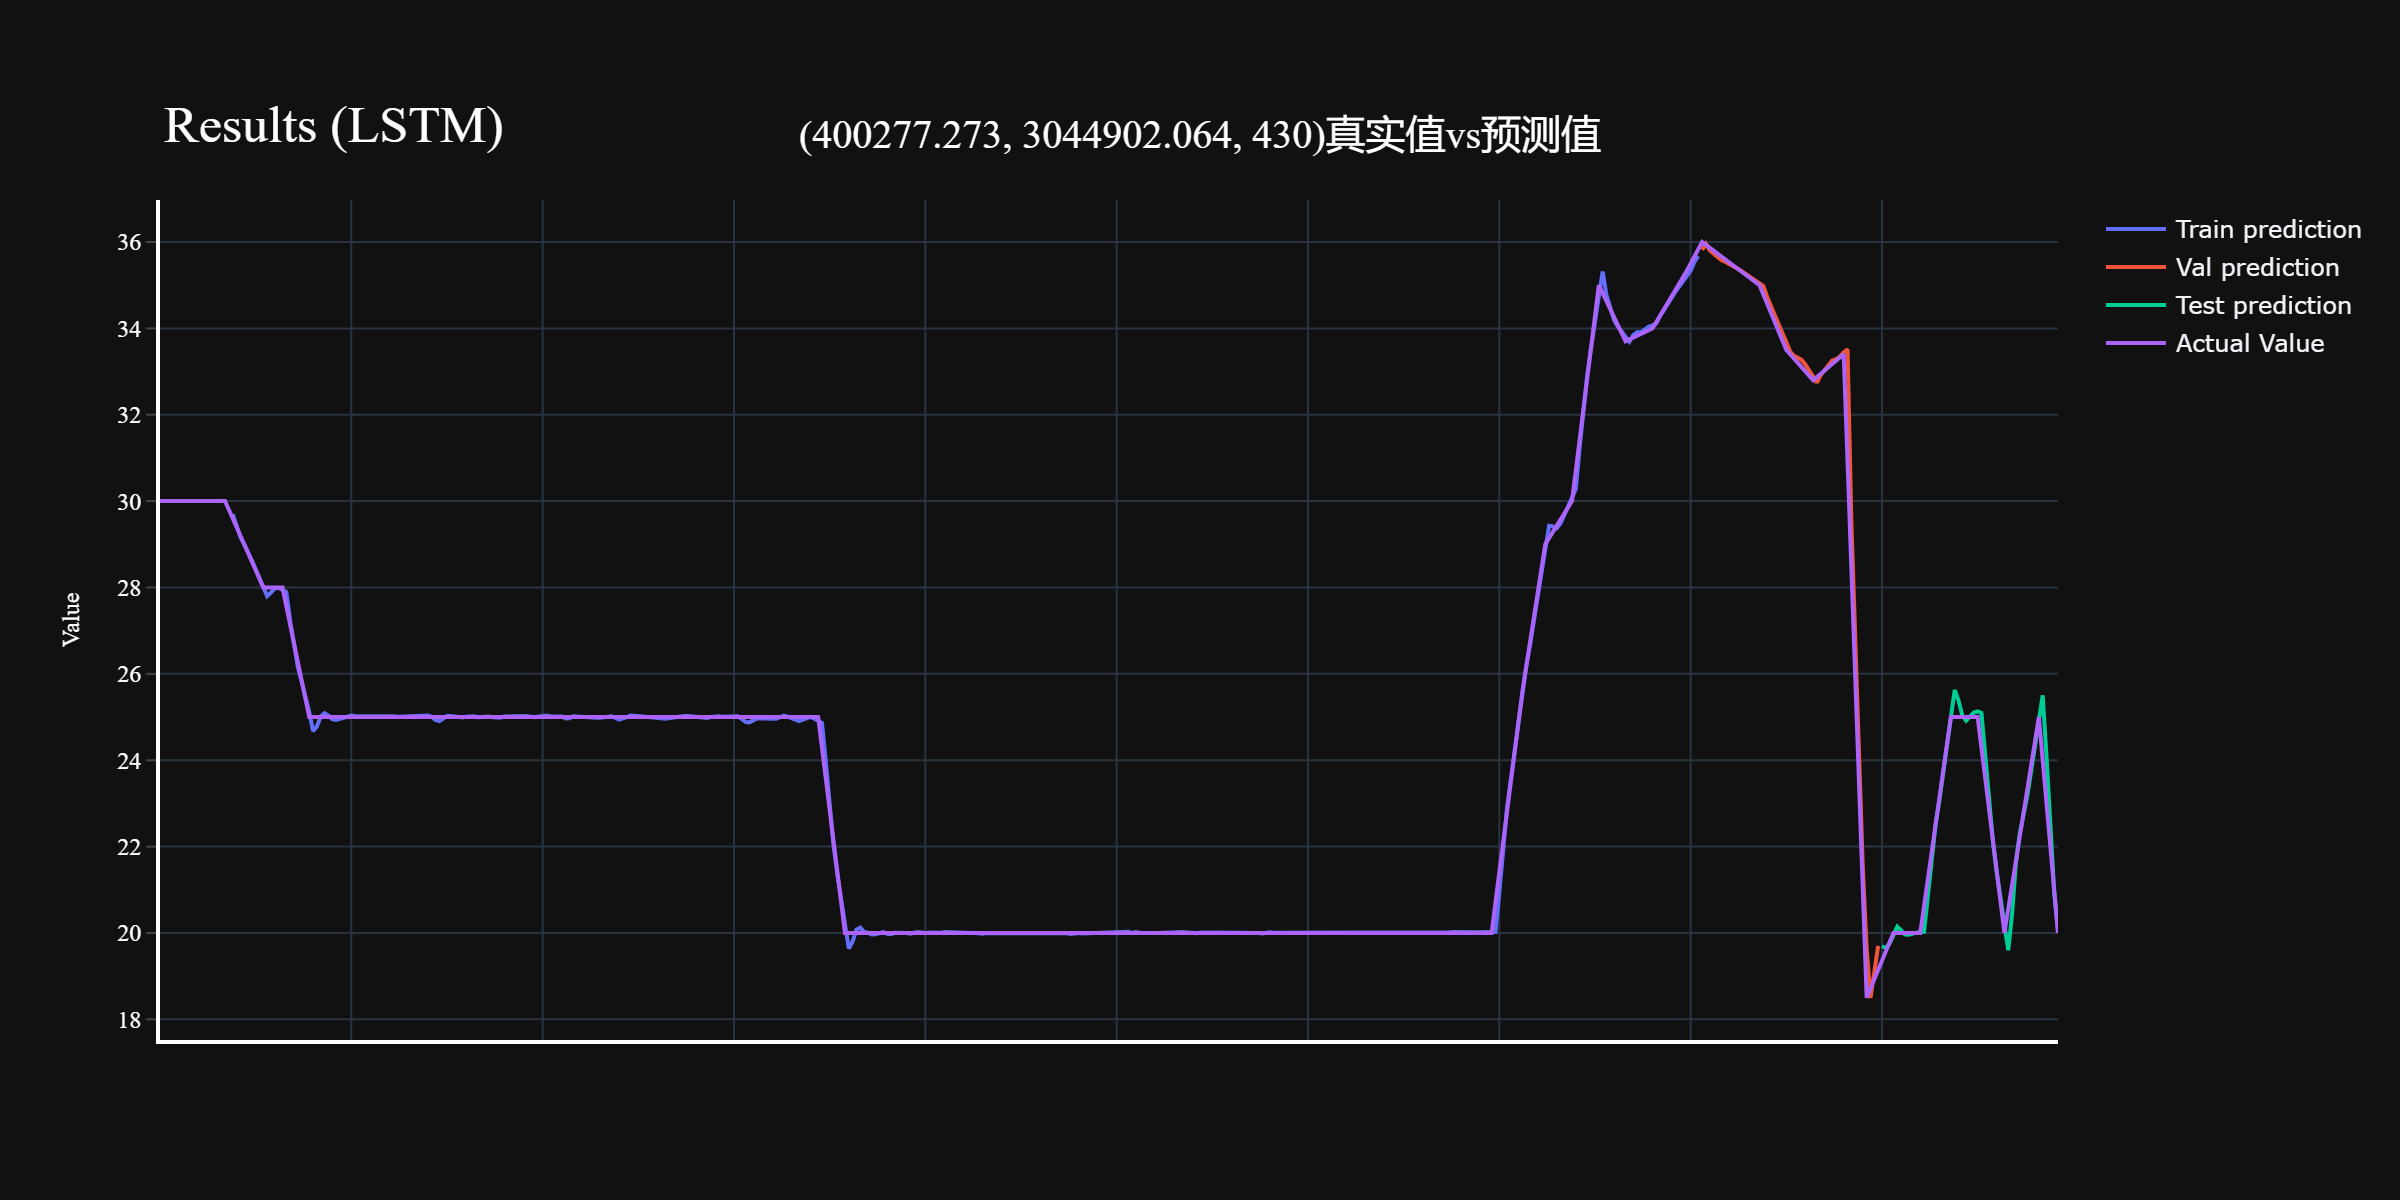 Results (LSTM)
(400277.273, 3044902.064, 430)真实值vs预测值
Train prediction
Val prediction
Test prediction
Actual Value
36
34
32
30
28
26
24
22
20
18
Value